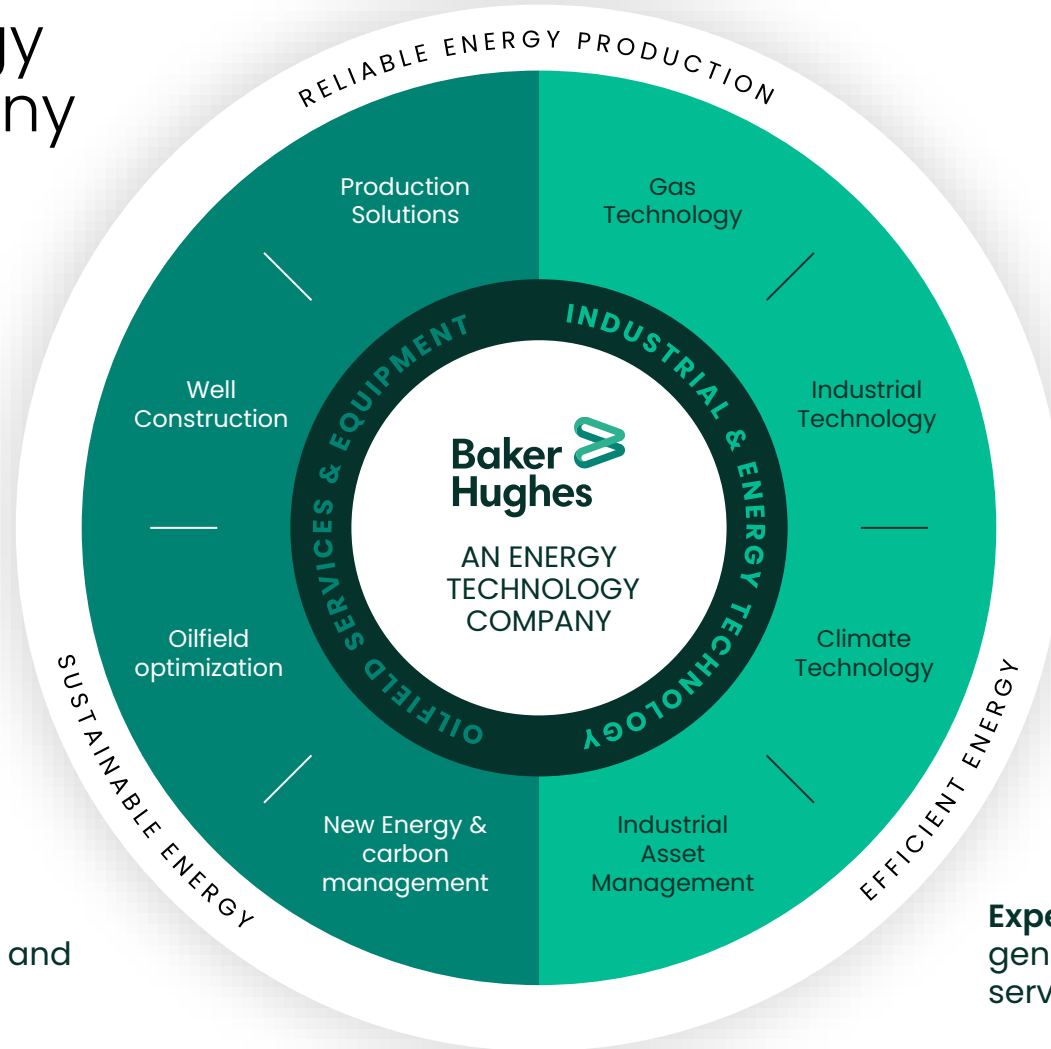 RELIABLE ENERGY PRODUCTION
Production
Solutions
Gas
Technology
Well
Construction
Industrial
Technology
OILFIELD SERVICES & EQUIPMENT
INDUSTRIAL & ENERGY TECHNOLOGY
Baker
Hughes
AN ENERGY
TECHNOLOGY
COMPANY
Oilfield
optimization
Climate
Technology
New Energy &
carbon
management
Industrial
Asset
Management
SUSTAINABLE ENERGY
EFFICIENT ENERGY
and